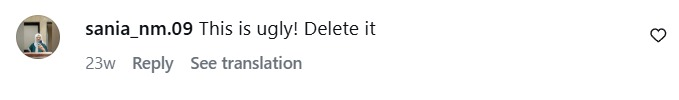 sania_nm.09 This is ugly! Delete it
23w Reply See translation